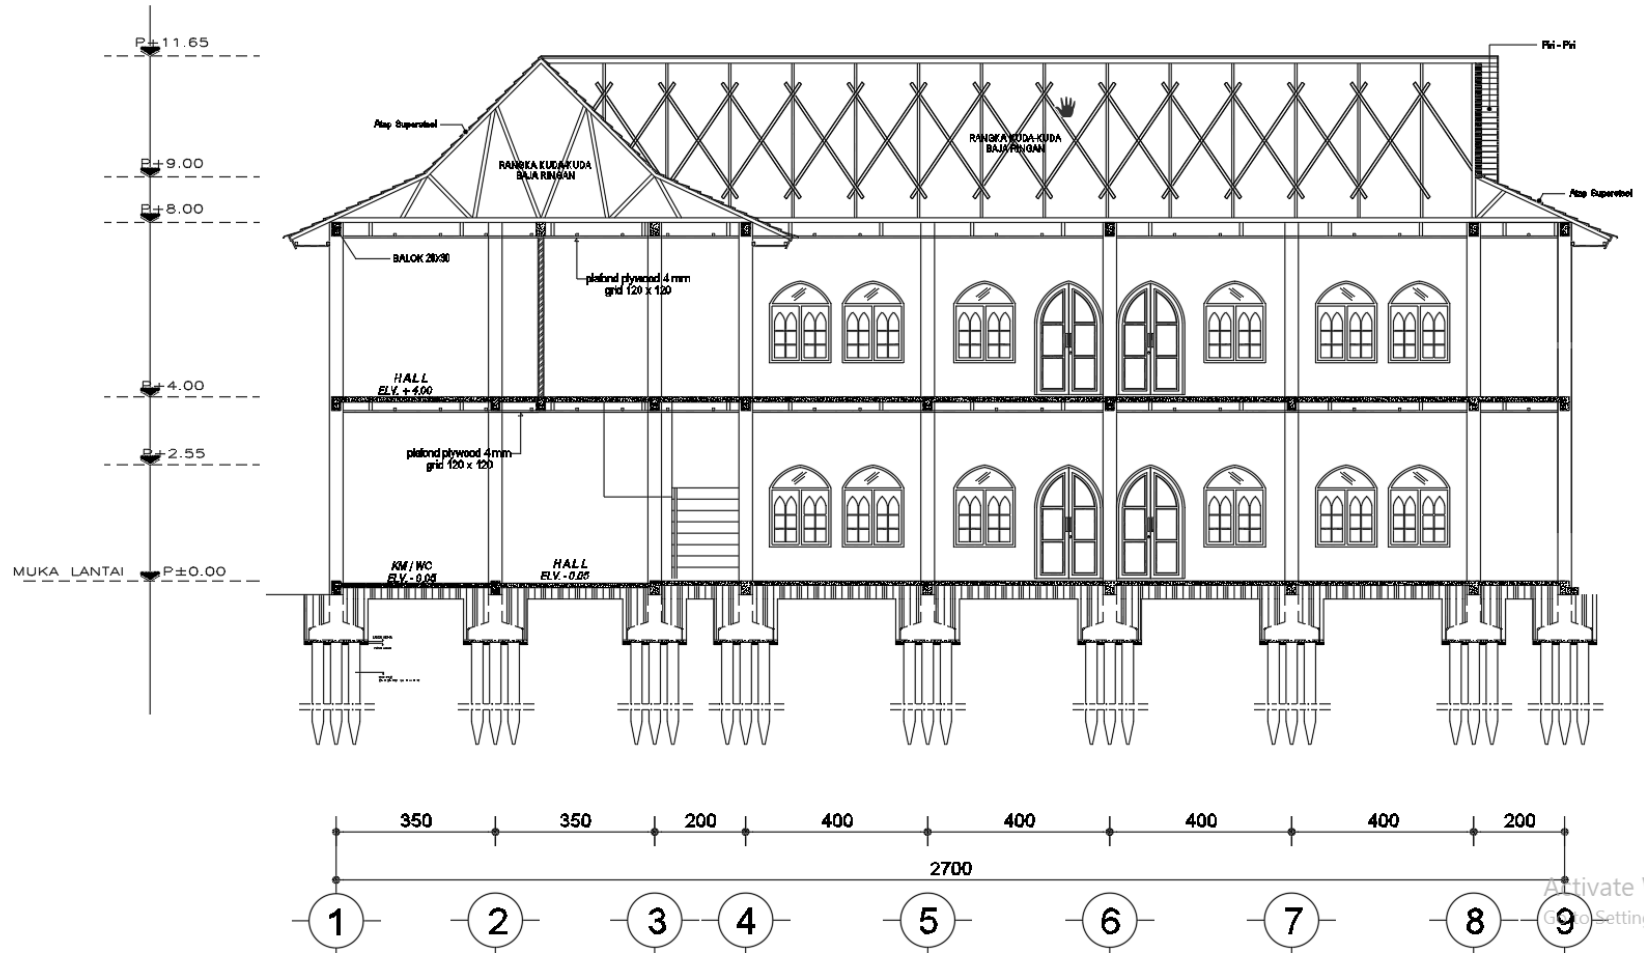 P+11.65
Piri - Piri
Atap Supersteel
P+9.00
RANGKA KUDA-KUDA
BAJA RINGAN
RANGKA KUDA-KUDA
BAJA RINGAN
Atap Supersteel
P+8.00
BALOK 20x30
plafond plywood 4 mm
grid 120 x 120
P+4.00
HALL
ELV. + 4.00
P+2.55
plafond plywood 4 mm
grid 120 x 120
MUKA LANTAI P±0.00
KM / WC
ELV. - 0.05
HALL
ELV. - 0.05
350 350 200 400 400 400 400 200
2700
1 2 3 4 5 6 7 8 9
Activate
Go to Setting